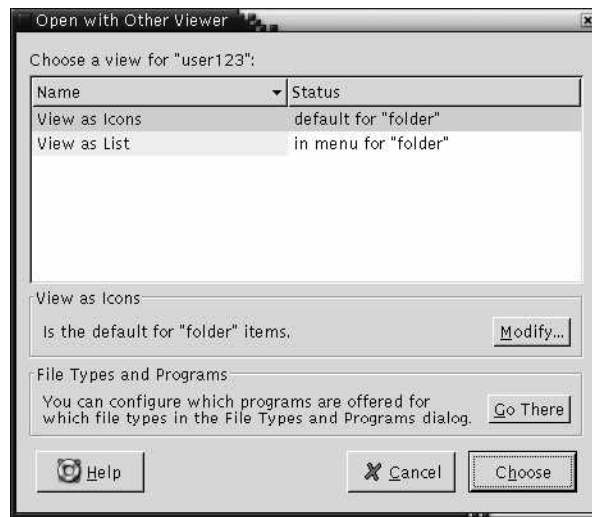 Open with Other Viewer
Choose a view for "user123":
Name Status
View as Icons default for "folder"
View as List in menu for "folder"
View as Icons
Is the default for "folder" items.
Modify...
File Types and Programs
You can configure which programs are offered for
which file types in the File Types and Programs dialog.
Go There
Help Cancel Choose